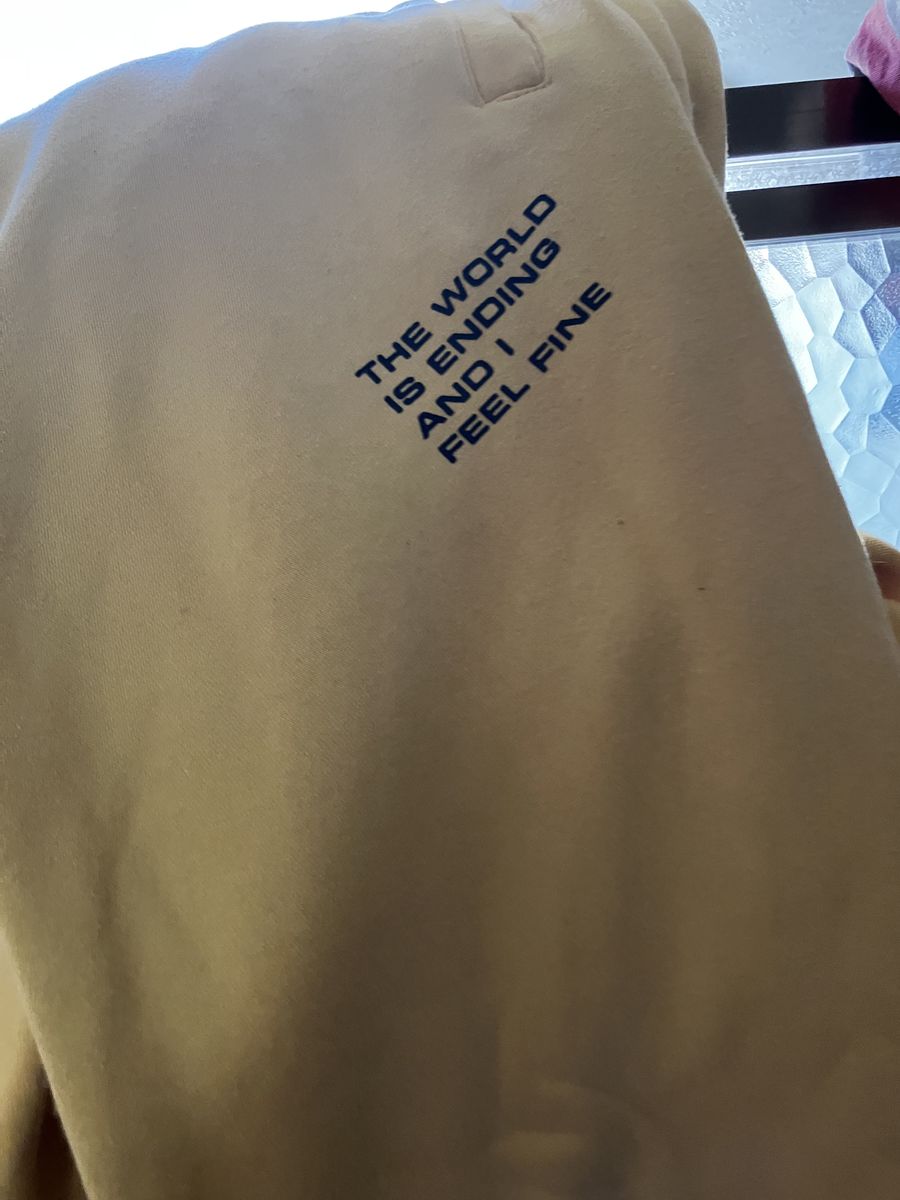 THE WORLD
IS ENDING
AND I
FEEL FINE